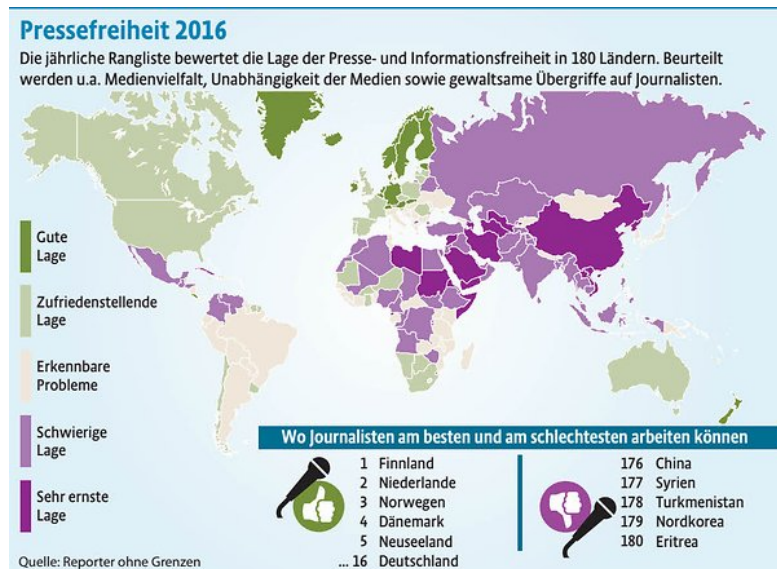 Pressefreiheit 2016
Die jährliche Rangliste bewertet die Lage der Presse- und Informationsfreiheit in 180 Ländern. Beurteilt
werden u.a. Medienvielfalt, Unabhängigkeit der Medien sowie gewaltsame Übergriffe auf Journalisten.
Gute
Lage
Zufriedenstellende
Lage
Erkennbare
Probleme
Schwierige
Lage
Sehr ernste
Lage
Wo Journalisten am besten und am schlechtesten arbeiten können
1 Finnland
2 Niederlande
3 Norwegen
4 Dänemark
5 Neuseeland
... 16 Deutschland
176 China
177 Syrien
178 Turkmenistan
179 Nordkorea
180 Eritrea
Quelle: Reporter ohne Grenzen